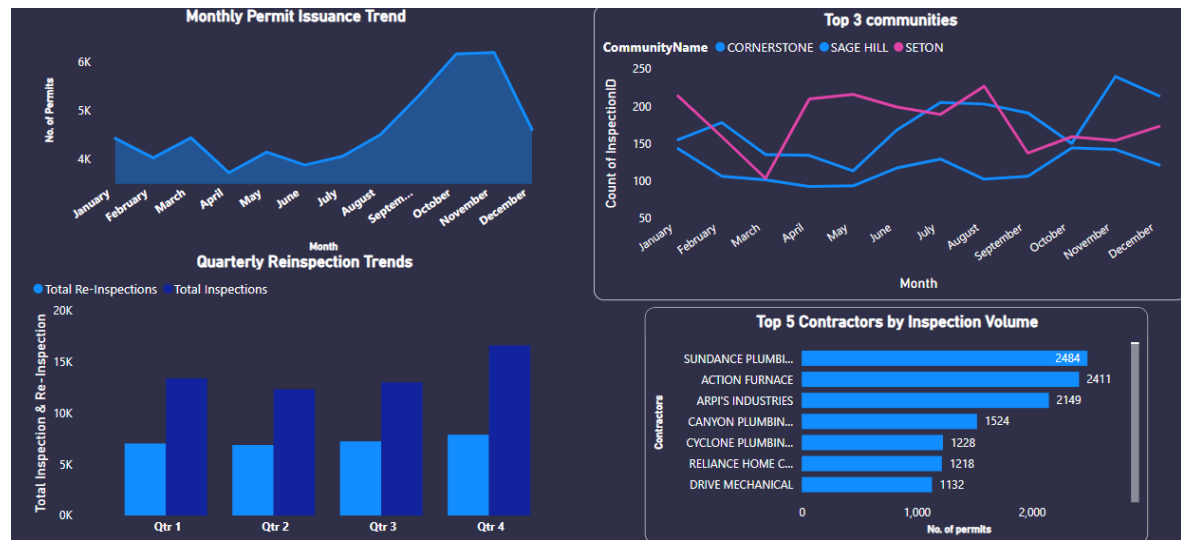 Monthly Permit Issuance Trend
No. of Permits
6K
5K
4K
January February March April May June July August Septem... October November December
Month
Top 3 communities
CommunityName CORNERSTONE SAGE HILL SETON
Count of InspectionID
250
200
150
100
50
January February March April May June July August September October November December
Month
Quarterly Reinspection Trends
Total Re-Inspections Total Inspections
Total Inspection & Re-Inspection
20K
15K
10K
5K
0K
Qtr 1 Qtr 2 Qtr 3 Qtr 4
Top 5 Contractors by Inspection Volume
Contractors
SUNDANCE PLUMBI... 2484
ACTION FURNACE 2411
ARPI'S INDUSTRIES 2149
CANYON PLUMBIN... 1524
CYCLONE PLUMBIN... 1228
RELIANCE HOME C... 1218
DRIVE MECHANICAL 1132
0 1,000 2,000
No. of permits